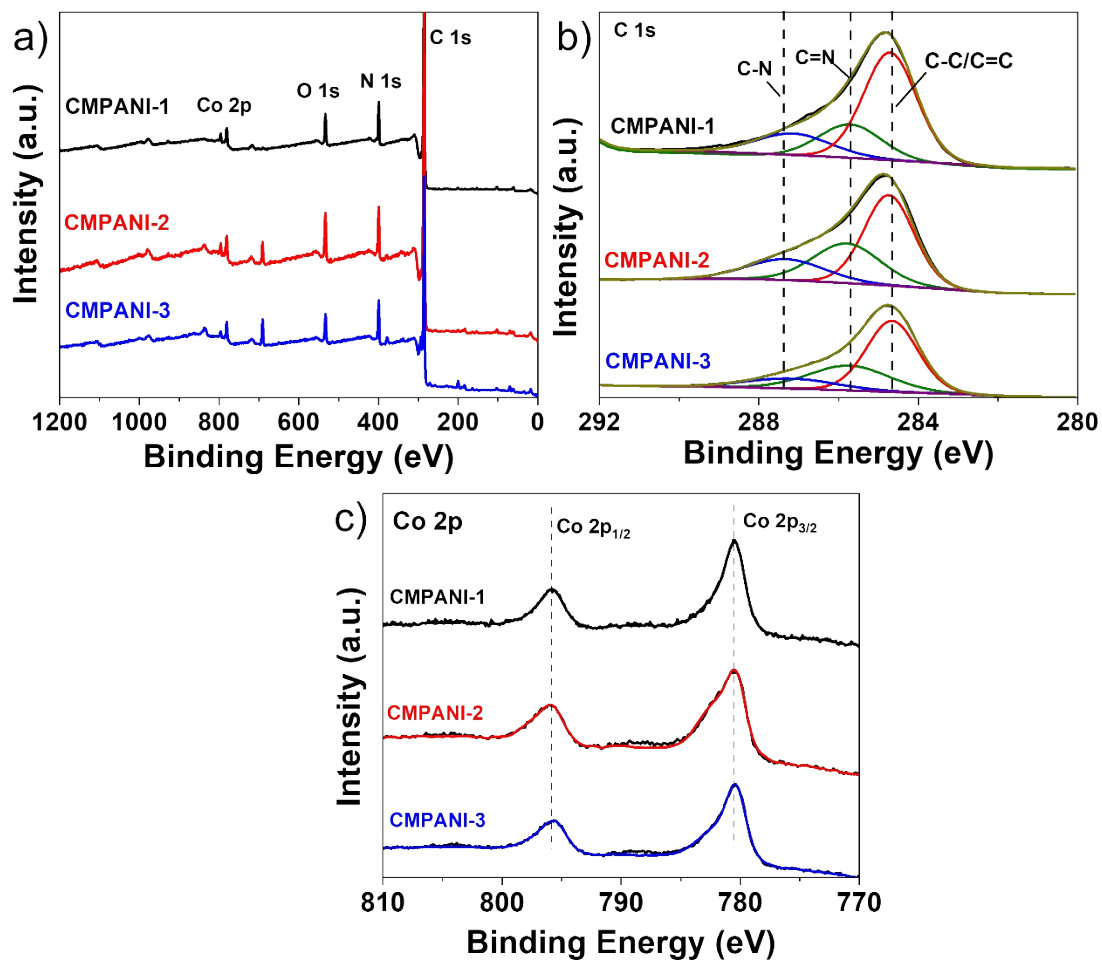 a)
C 1s
N 1s
O 1s
Co 2p
CMPANI-1
CMPANI-2
CMPANI-3
Intensity (a.u.)
1200 1000 800 600 400 200 0
Binding Energy (eV)
b)
C 1s
C-N
C=N
C-C/C=C
CMPANI-1
CMPANI-2
CMPANI-3
Intensity (a.u.)
292 288 284 280
Binding Energy (eV)
c)
Co 2p
Co 2p1/2
Co 2p3/2
CMPANI-1
CMPANI-2
CMPANI-3
Intensity (a.u.)
810 800 790 780 770
Binding Energy (eV)